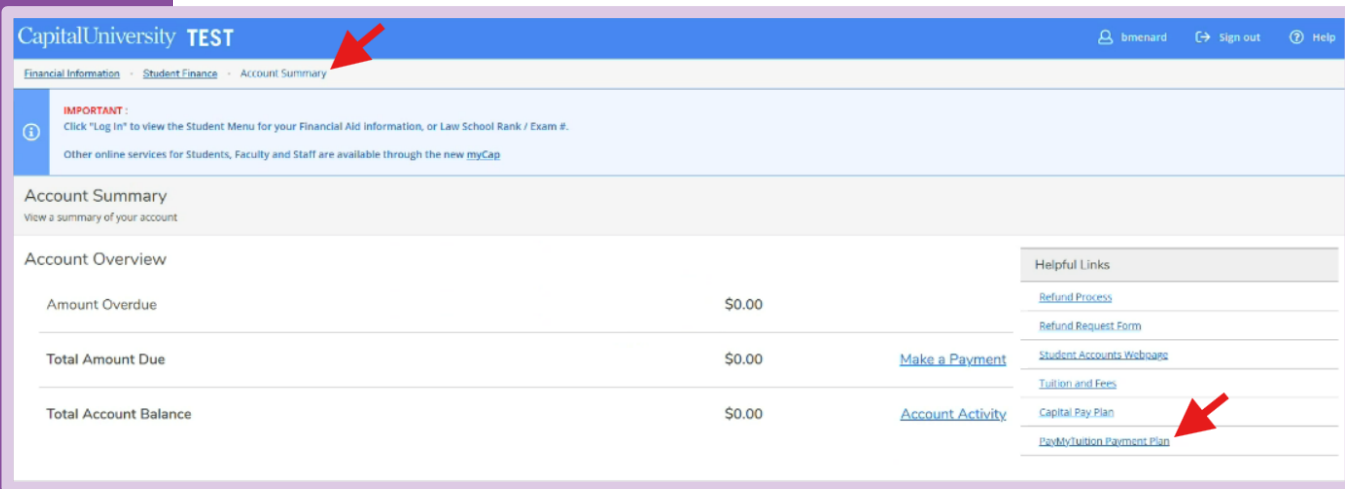 CapitalUniversity TEST
bmenard Sign out Help
Financial Information · Student Finance · Account Summary
IMPORTANT :
Click "Log In" to view the Student Menu for your Financial Aid information, or Law School Rank / Exam #.
Other online services for Students, Faculty and Staff are available through the new myCap
Account Summary
View a summary of your account
Account Overview
Amount Overdue $0.00
Total Amount Due $0.00 Make a Payment
Total Account Balance $0.00 Account Activity
Helpful Links
Refund Process
Refund Request Form
Student Accounts Webpage
Tuition and Fees
Capital Pay Plan
PayMyTuition Payment Plan